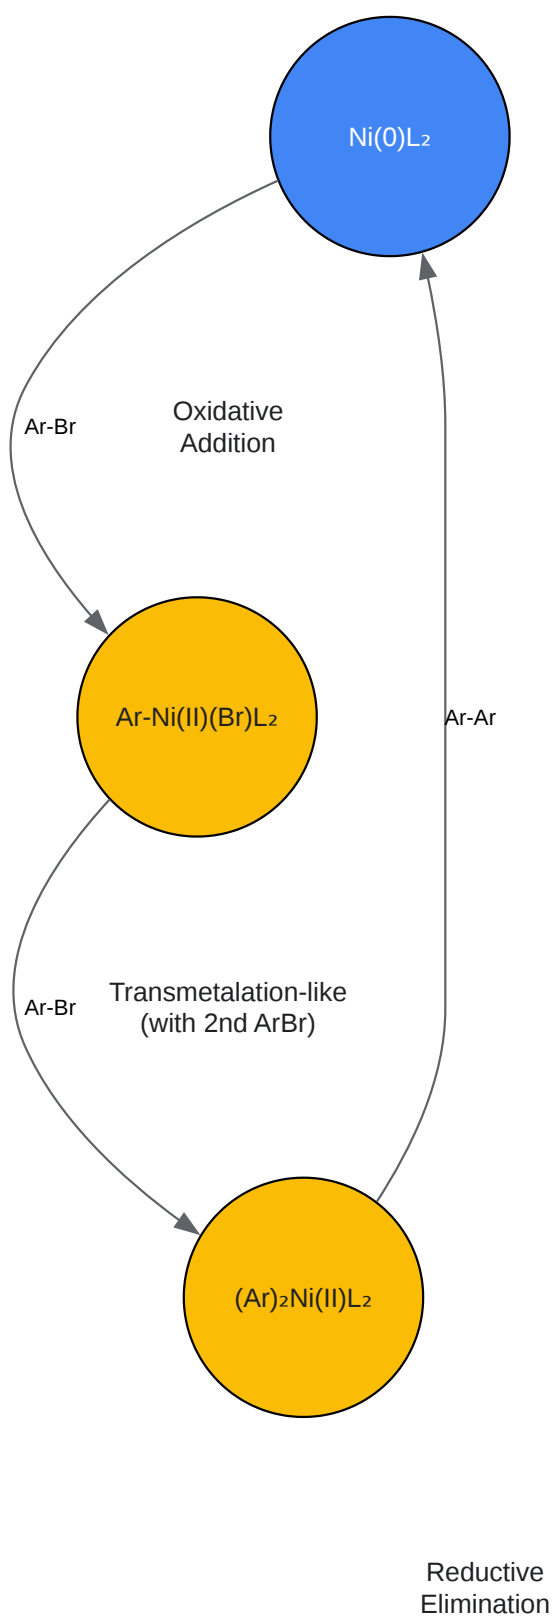 Ni(0)L₂
Oxidative
Addition
Ar-Br
Ar-Ni(II)(Br)L₂
Ar-Ar
Transmetalation-like
(with 2nd ArBr)
Ar-Br
(Ar)₂Ni(II)L₂
Reductive
Elimination